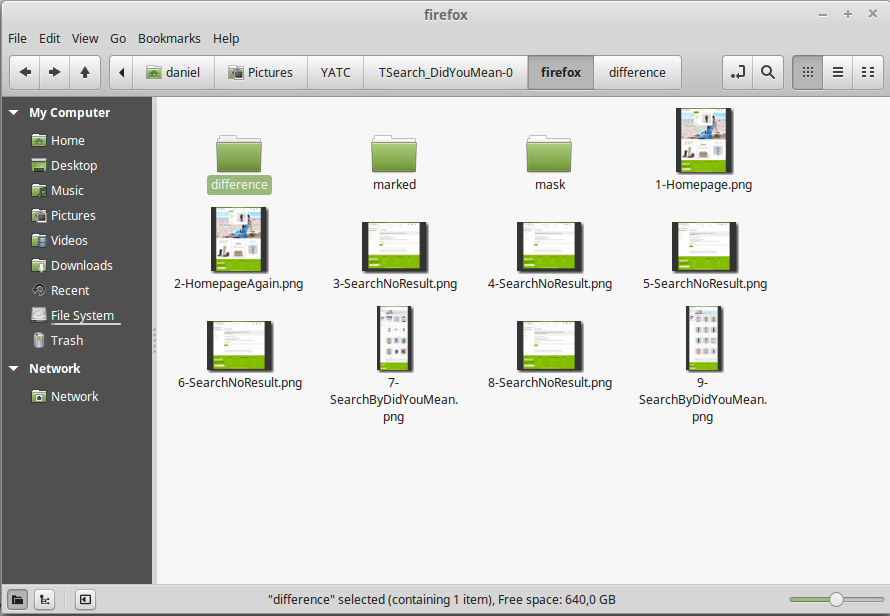 firefox
File Edit View Go Bookmarks Help
daniel Pictures YATC TSearch_DidYouMean-0 firefox difference
My Computer
Home
Desktop
Music
Pictures
Videos
Downloads
Recent
File System
Trash
Network
Network
difference marked mask 1-Homepage.png
2-HomepageAgain.png 3-SearchNoResult.png 4-SearchNoResult.png 5-SearchNoResult.png
6-SearchNoResult.png 7-SearchByDidYouMean.png 8-SearchNoResult.png 9-SearchByDidYouMean.png
"difference" selected (containing 1 item), Free space: 640,0 GB